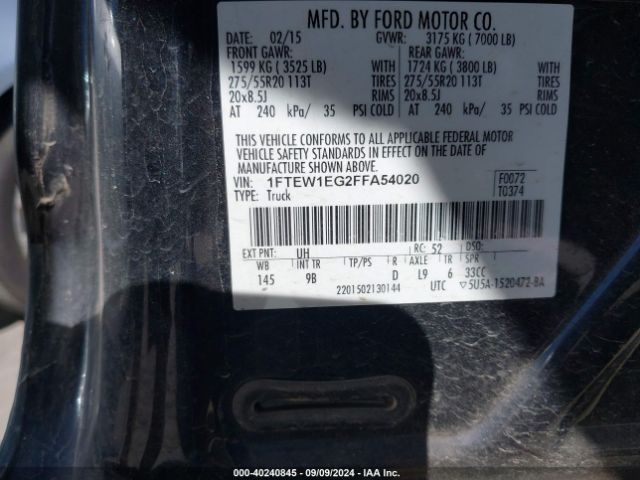 MFD. BY FORD MOTOR CO.
DATE: 02/15 GVWR: 3175 KG ( 7000 LB)
FRONT GAWR: REAR GAWR:
1599 KG ( 3525 LB) WITH 1724 KG ( 3800 LB) WITH
275/55R20 113T TIRES 275/55R20 113T TIRES
20x8.5J RIMS 20x8.5J RIMS
AT 240 kPa/ 35 PSI COLD AT 240 kPa/ 35 PSI COLD
THIS VEHICLE CONFORMS TO ALL APPLICABLE FEDERAL MOTOR
VEHICLE SAFETY STANDARDS IN EFFECT ON THE DATE OF
MANUFACTURE SHOWN ABOVE.
VIN: 1FTEW1EG2FFA54020 F0072
TYPE: Truck T0374
EXT PNT: UH RC: 52 DSO:
WB INT TR TP/PS R AXLE TR SPR
145 9B D L9 6 33CC
2201502130144 UTC ▽5U5A-1520472-BA
000-40240845 - 09/09/2024 - IAA